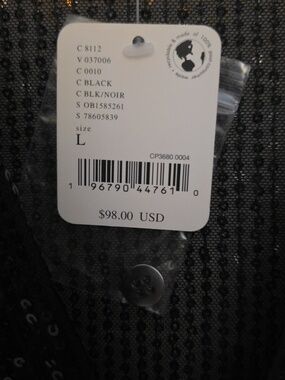 C 8112
V 037006
C 0010
C BLACK
C BLK/NOIR
S OB1585261
S 78605839
size
L
CP3680 0004
1 96790 44761 0
$98.00 USD